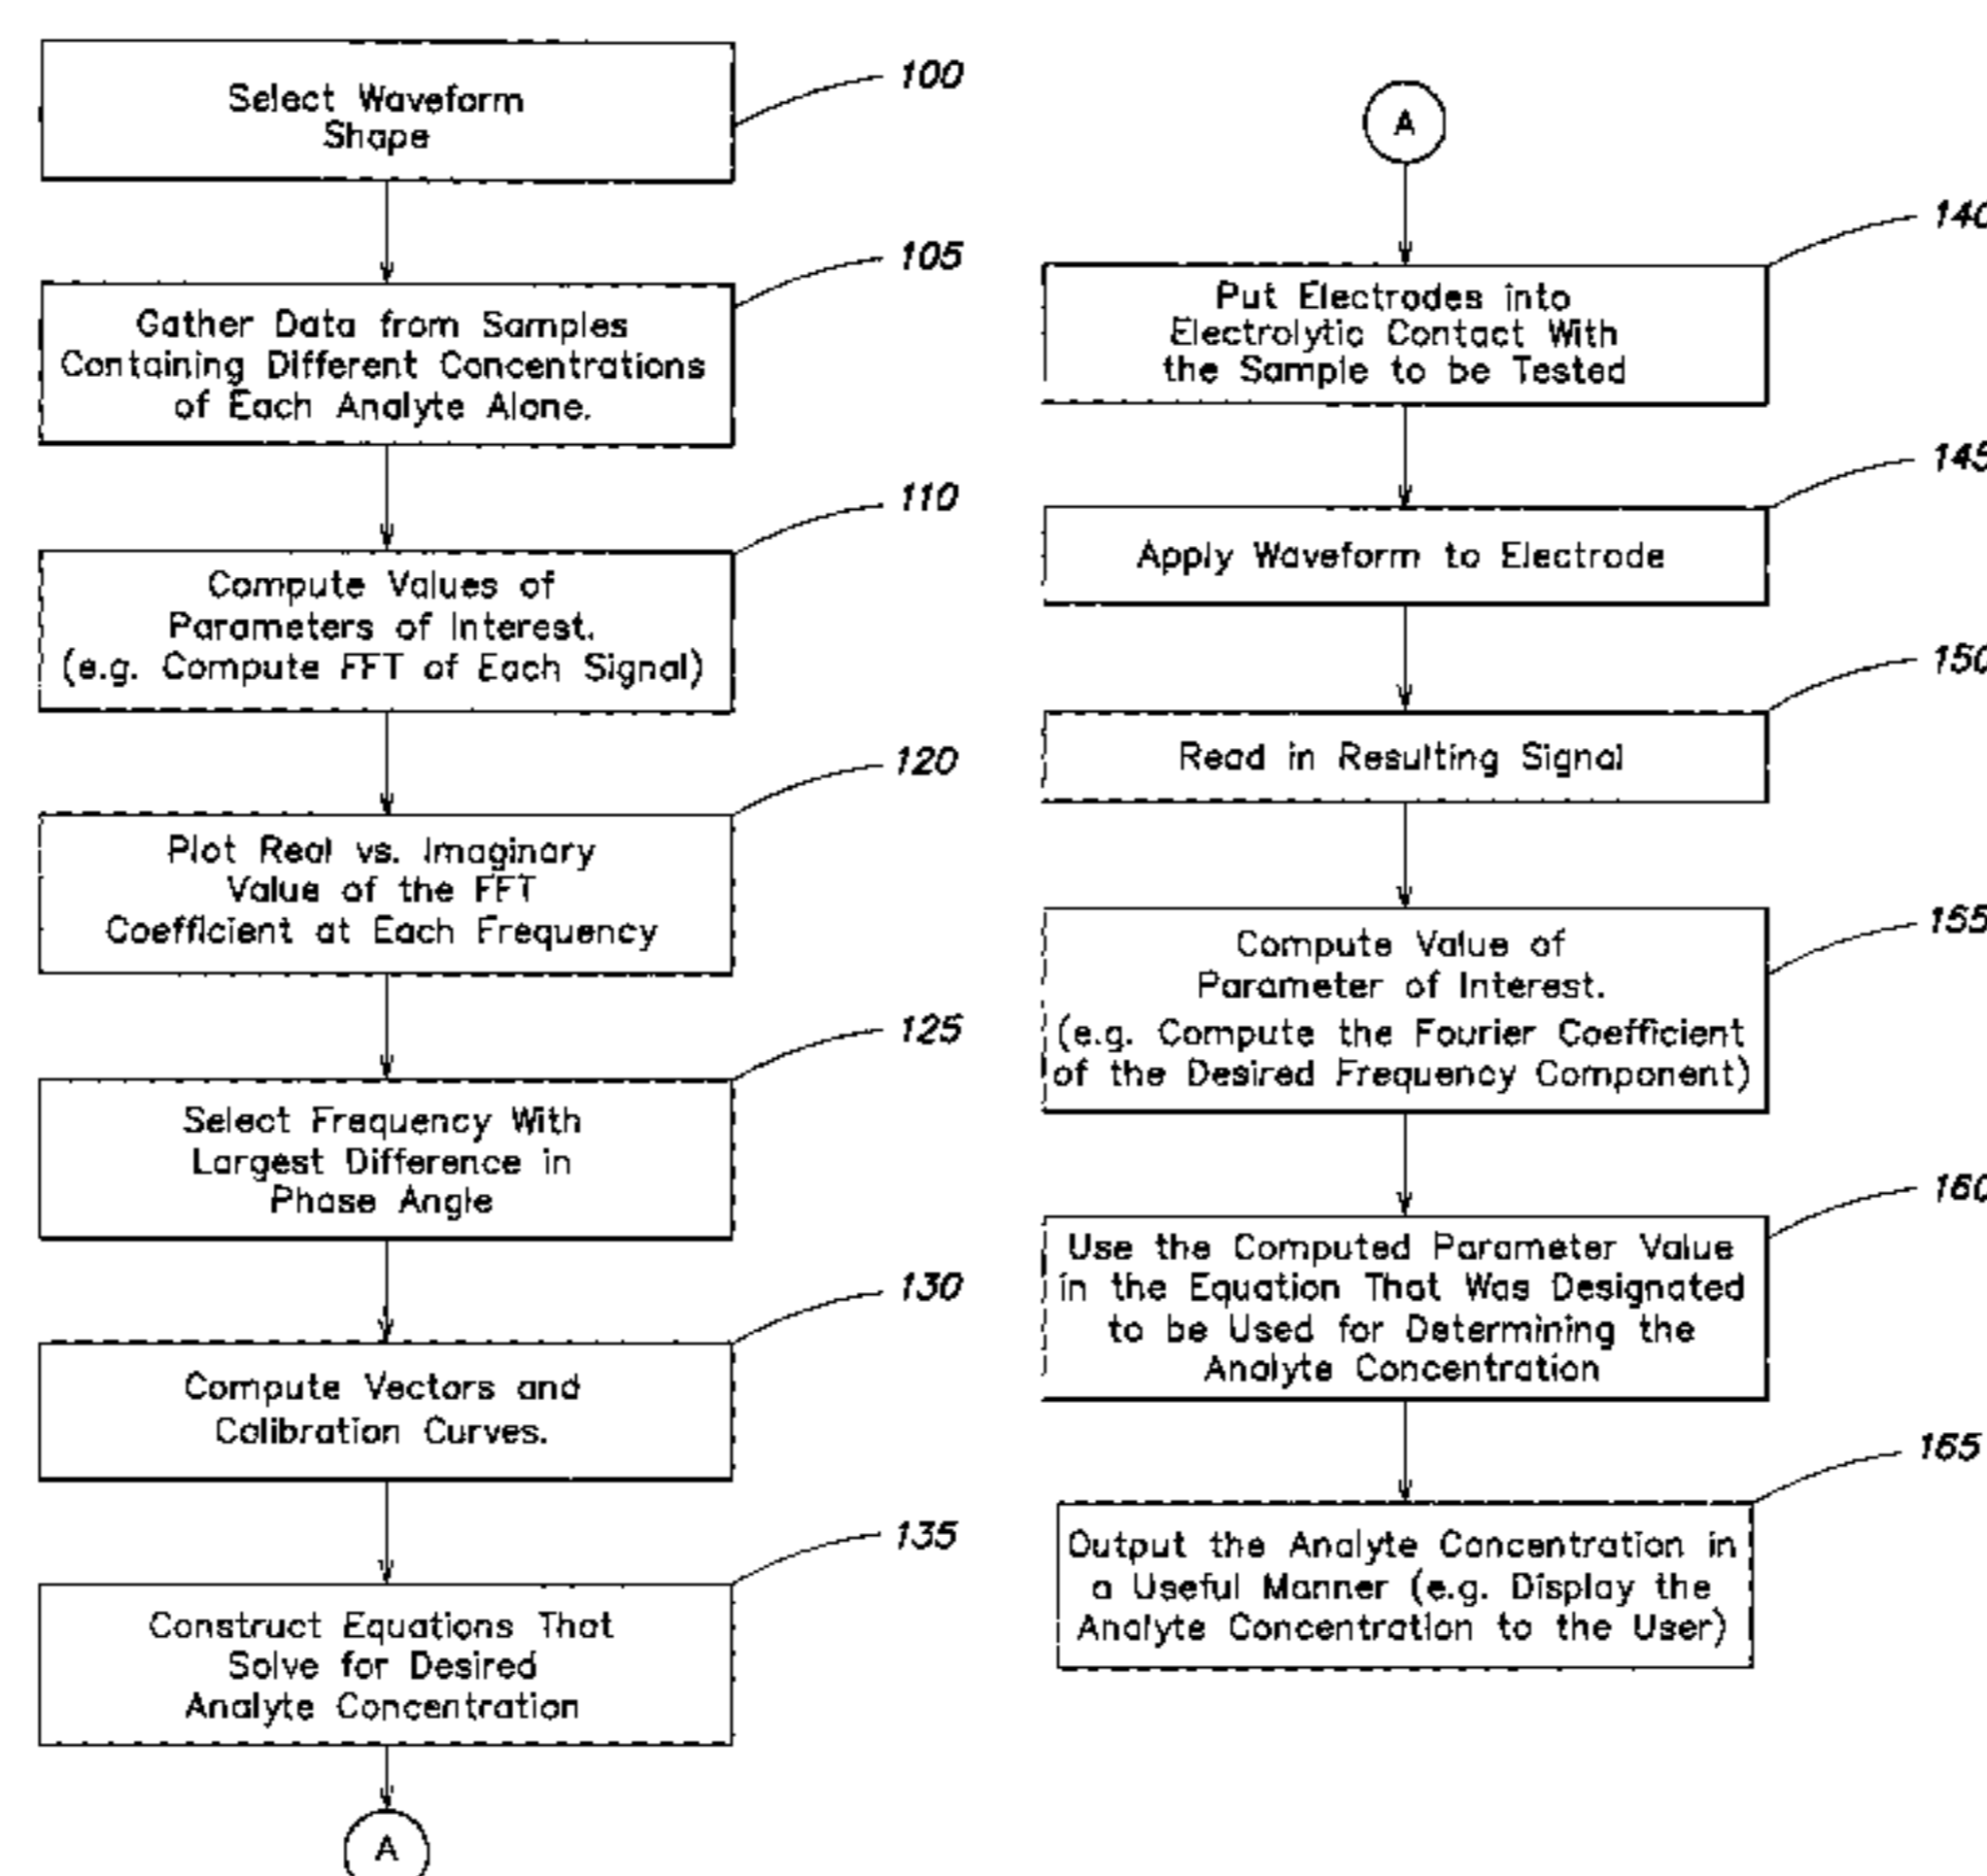 Select Waveform
Shape
100
Gather Data from Samples
Containing Different Concentrations
of Each Analyte Alone.
105
Compute Values of
Parameters of Interest.
(e.g. Compute FFT of Each Signal)
110
Plot Real vs. Imaginary
Value of the FFT
Coefficient at Each Frequency
120
Select Frequency With
Largest Difference in
Phase Angle
125
Compute Vectors and
Calibration Curves.
130
Construct Equations That
Solve for Desired
Analyte Concentration
135
A
A
Put Electrodes into
Electrolytic Contact With
the Sample to be Tested
140
Apply Waveform to Electrode
145
Read in Resulting Signal
150
Compute Value of
Parameter of Interest.
(e.g. Compute the Fourier Coefficient
of the Desired Frequency Component)
155
Use the Computed Parameter Value
in the Equation That Was Designated
to be Used for Determining the
Analyte Concentration
160
Output the Analyte Concentration in
a Useful Manner (e.g. Display the
Analyte Concentration to the User)
165